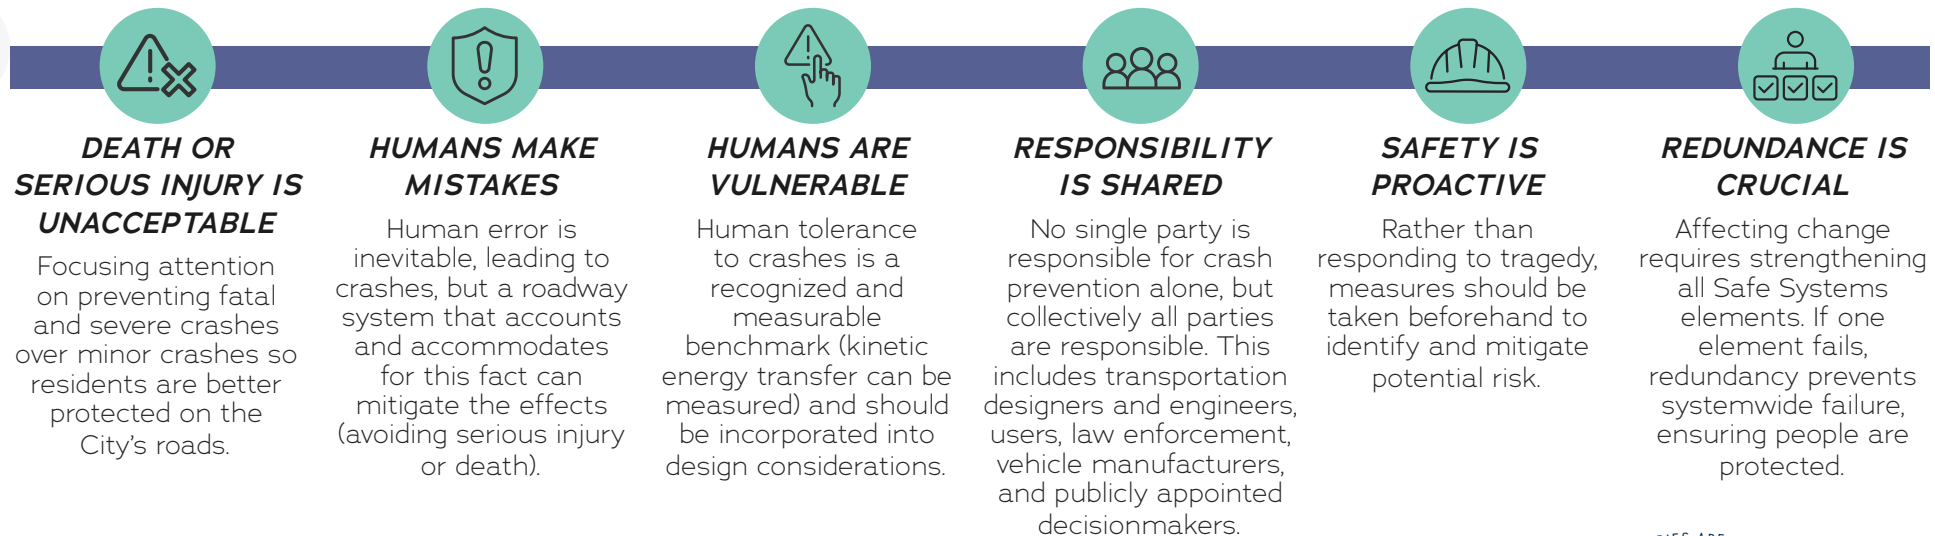 DEATH OR
SERIOUS INJURY IS
UNACCEPTABLE
Focusing attention
on preventing fatal
and severe crashes
over minor crashes so
residents are better
protected on the
City's roads.
HUMANS MAKE
MISTAKES
Human error is
inevitable, leading to
crashes, but a roadway
system that accounts
and accommodates
for this fact can
mitigate the effects
(avoiding serious injury
or death).
HUMANS ARE
VULNERABLE
Human tolerance
to crashes is a
recognized and
measurable
benchmark (kinetic
energy transfer can be
measured) and should
be incorporated into
design considerations.
RESPONSIBILITY
IS SHARED
No single party is
responsible for crash
prevention alone, but
collectively all parties
are responsible. This
includes transportation
designers and engineers,
users, law enforcement,
vehicle manufacturers,
and publicly appointed
decisionmakers.
SAFETY IS
PROACTIVE
Rather than
responding to tragedy,
measures should be
taken beforehand to
identify and mitigate
potential risk.
REDUNDANCE IS
CRUCIAL
Affecting change
requires strengthening
all Safe Systems
elements. If one
element fails,
redundancy prevents
systemwide failure,
ensuring people are
protected.